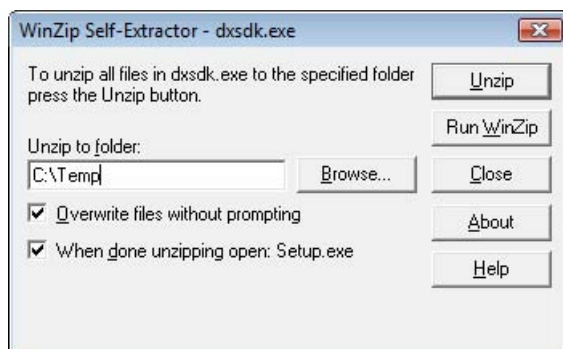 WinZip Self-Extractor - dxsdk.exe
To unzip all files in dxsdk.exe to the specified folder
press the Unzip button.
Unzip to folder:
C:\Temp
Browse...
Overwrite files without prompting
When done unzipping open: Setup.exe
Unzip
Run WinZip
Close
About
Help